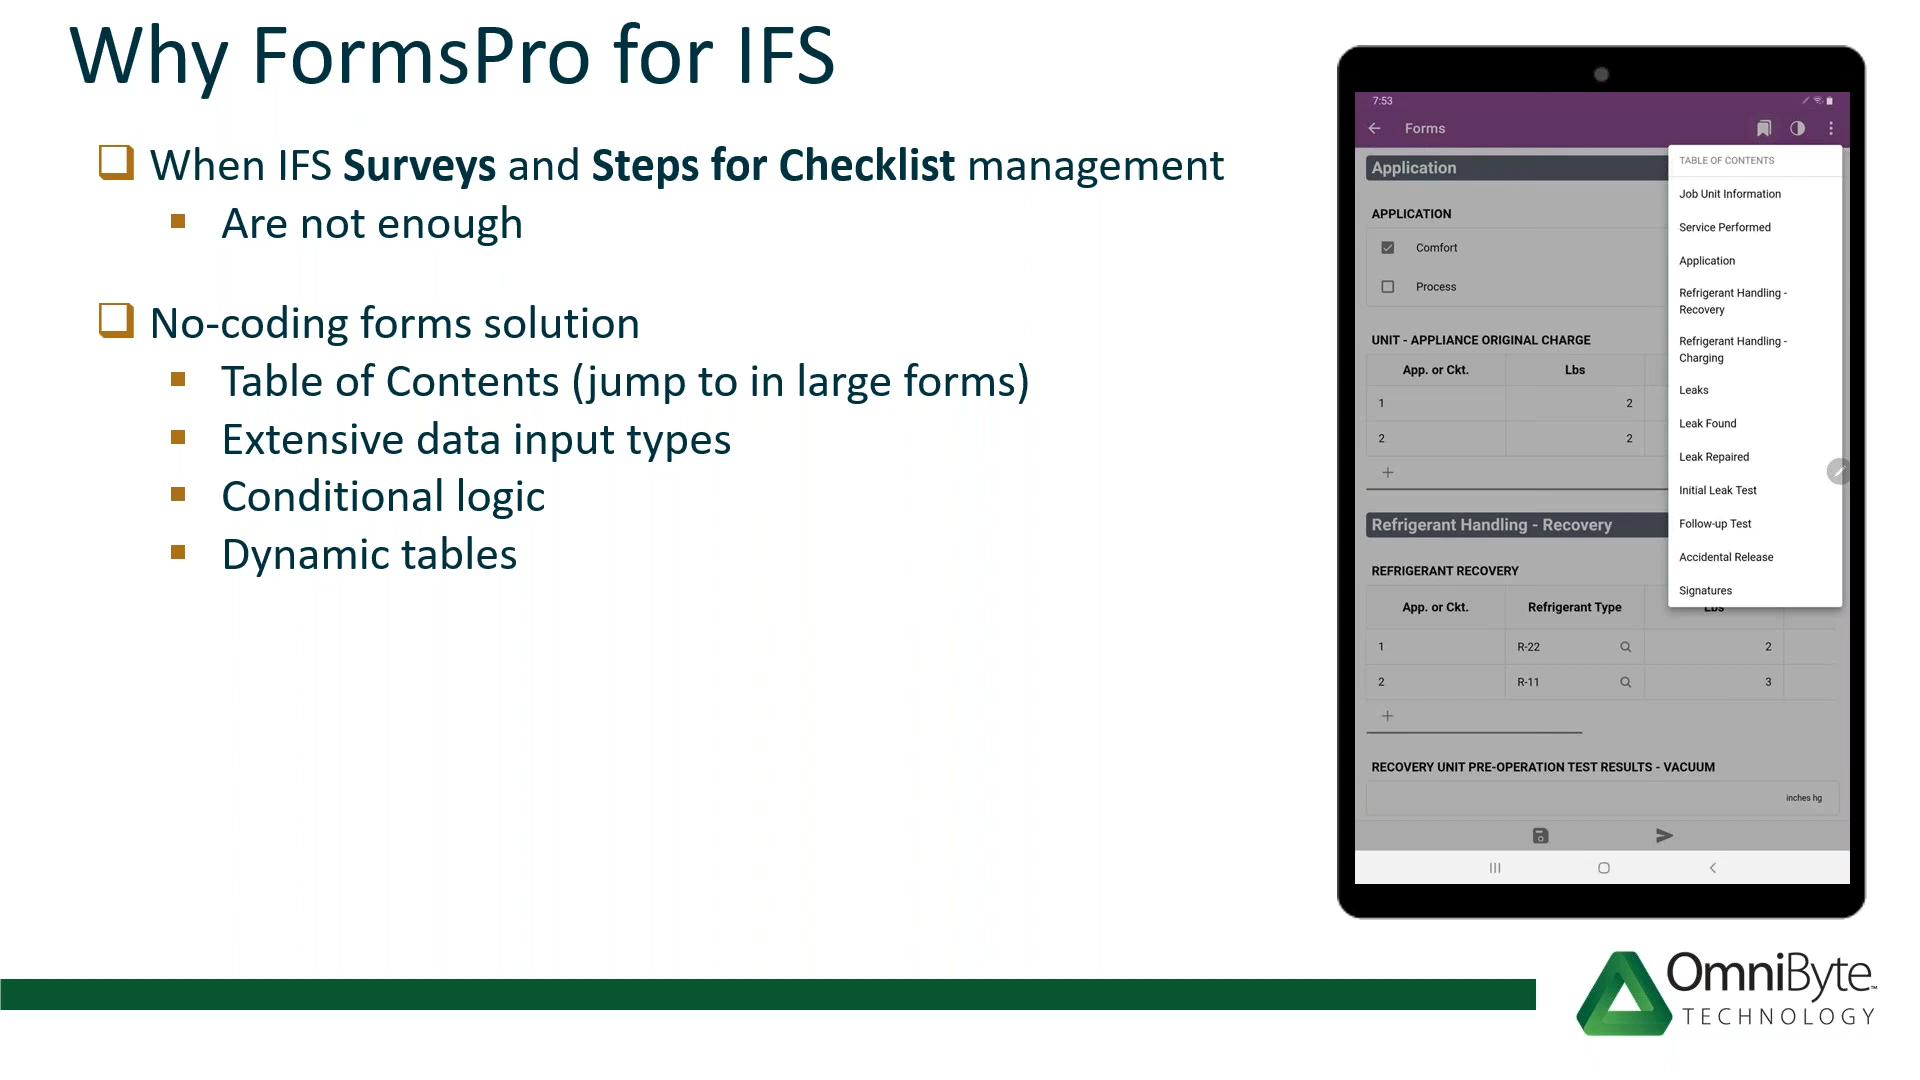 Why FormsPro for IFS
When IFS Surveys and Steps for Checklist management
Are not enough
No-coding forms solution
Table of Contents (jump to in large forms)
Extensive data input types
Conditional logic
Dynamic tables
7:53
Forms
Application
APPLICATION
Comfort
Process
UNIT - APPLIANCE ORIGINAL CHARGE
App. or Ckt. Lbs
1 2
2 2
Refrigerant Handling - Recovery
REFRIGERANT RECOVERY
App. or Ckt. Refrigerant Type Lbs
1 R-22 2
2 R-11 3
RECOVERY UNIT PRE-OPERATION TEST RESULTS - VACUUM
inches hg
TABLE OF CONTENTS
Job Unit Information
Service Performed
Application
Refrigerant Handling -
Recovery
Refrigerant Handling -
Charging
Leaks
Leak Found
Leak Repaired
Initial Leak Test
Follow-up Test
Accidental Release
Signatures
OmniByte™
TECHNOLOGY